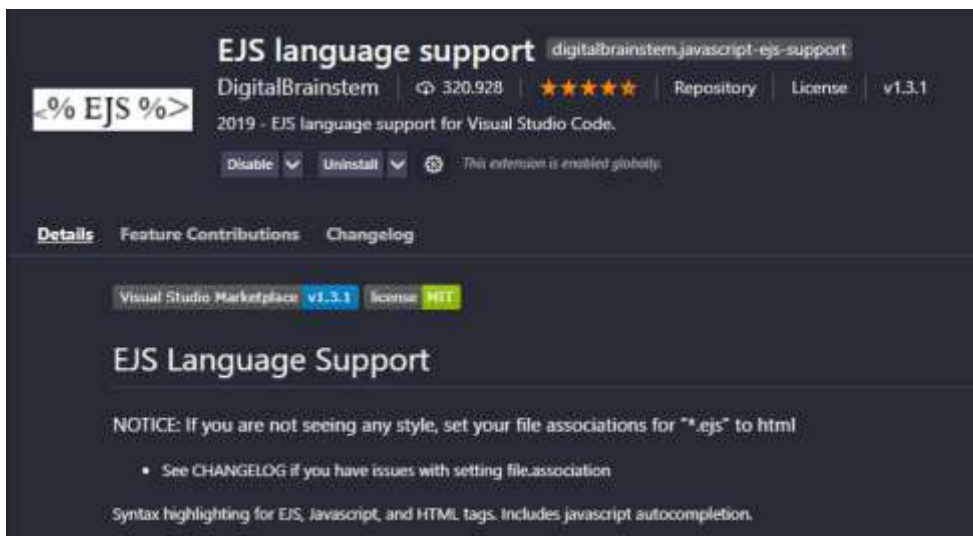 EJS language support digitalbrainstem.javascript-ejs-support
<% EJS %>
DigitalBrainstem 320.928 Repository License v1.3.1
2019 - EJS language support for Visual Studio Code.
Disable Uninstall This extension is enabled globally.
Details Feature Contributions Changelog
Visual Studio Marketplace v1.3.1 license MIT
EJS Language Support
NOTICE: If you are not seeing any style, set your file associations for "*.ejs" to html
• See CHANGELOG if you have issues with setting file.association
Syntax highlighting for EJS, Javascript, and HTML tags. Includes javascript autocompletion.